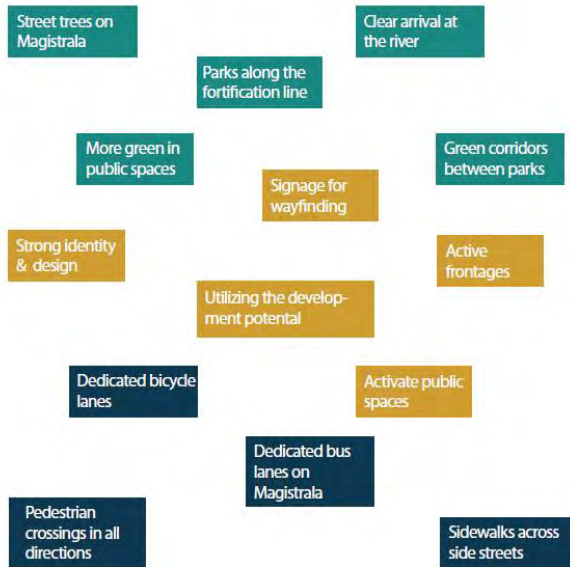 Street trees on
Magistrala
Clear arrival at
the river
Parks along the
fortification line
More green in
public spaces
Green corridors
between parks
Signage for
wayfinding
Strong identity
& design
Active
frontages
Utilizing the develop-
ment potential
Dedicated bicycle
lanes
Activate public
spaces
Dedicated bus
lanes on
Magistrala
Pedestrian
crossings in all
directions
Sidewalks across
side streets